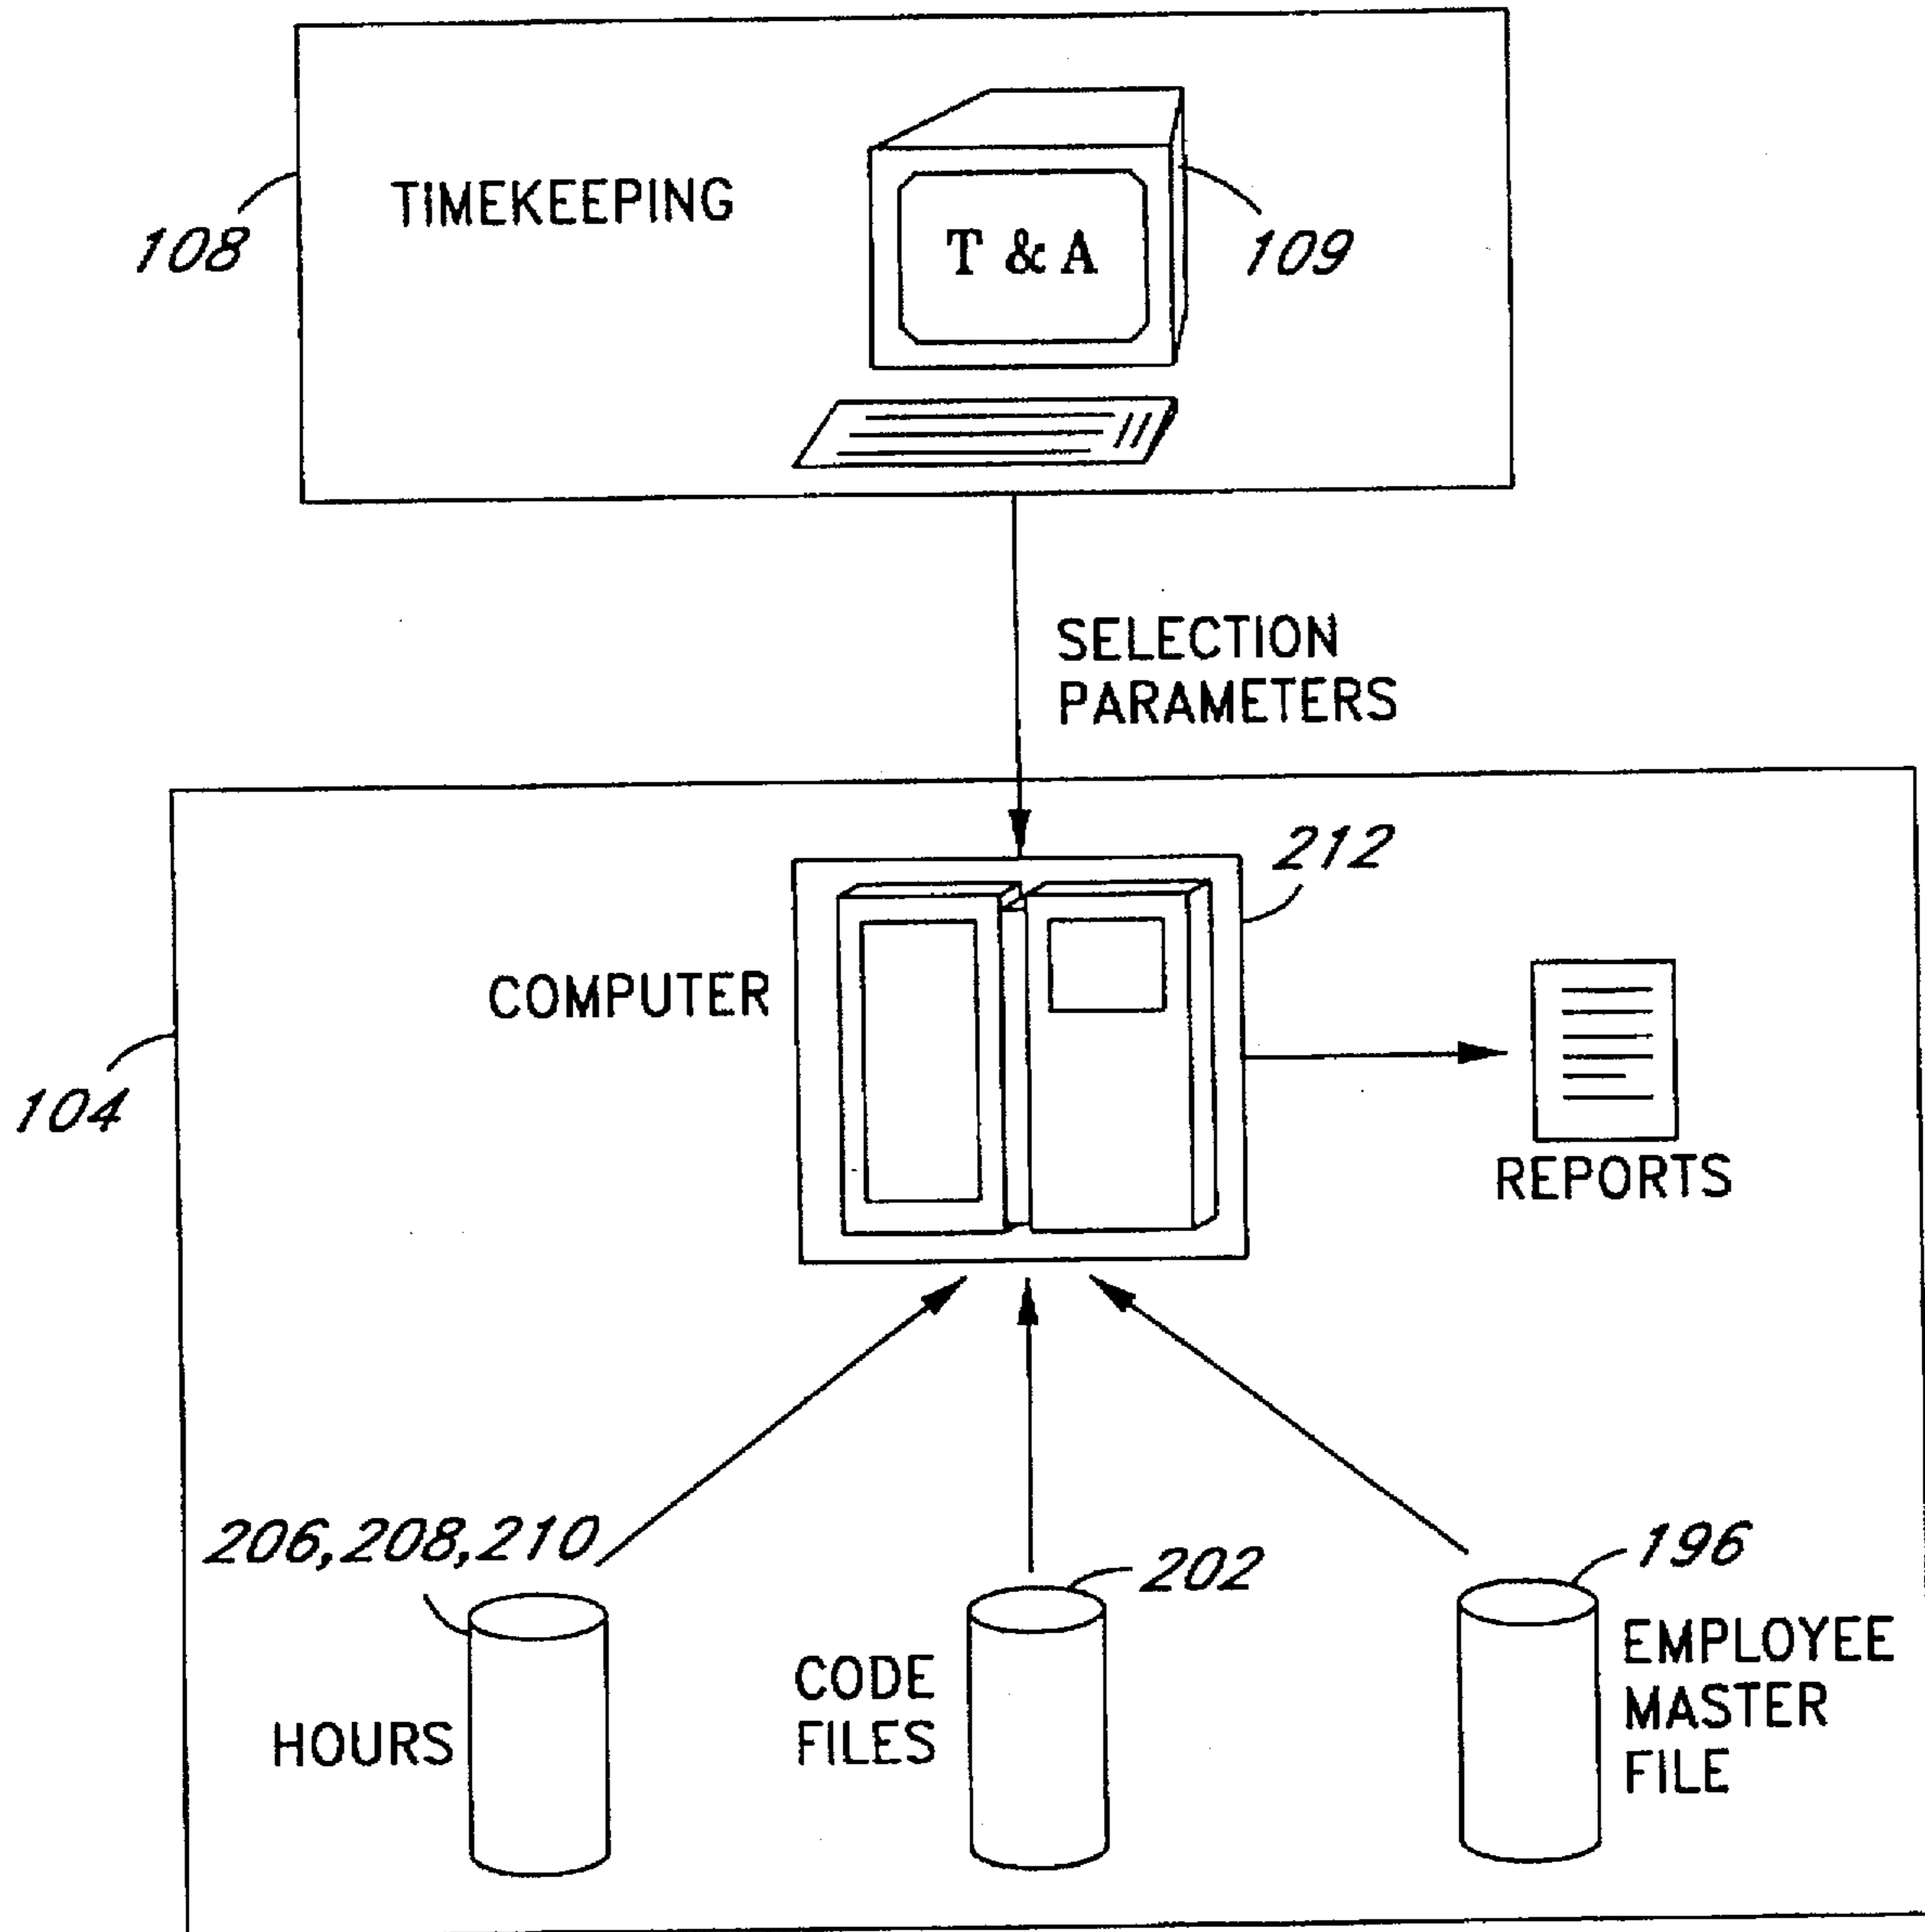 TIMEKEEPING
T & A
108
109
SELECTION
PARAMETERS
212
COMPUTER
104
REPORTS
206,208,210
202
196
HOURS
CODE
FILES
EMPLOYEE
MASTER
FILE